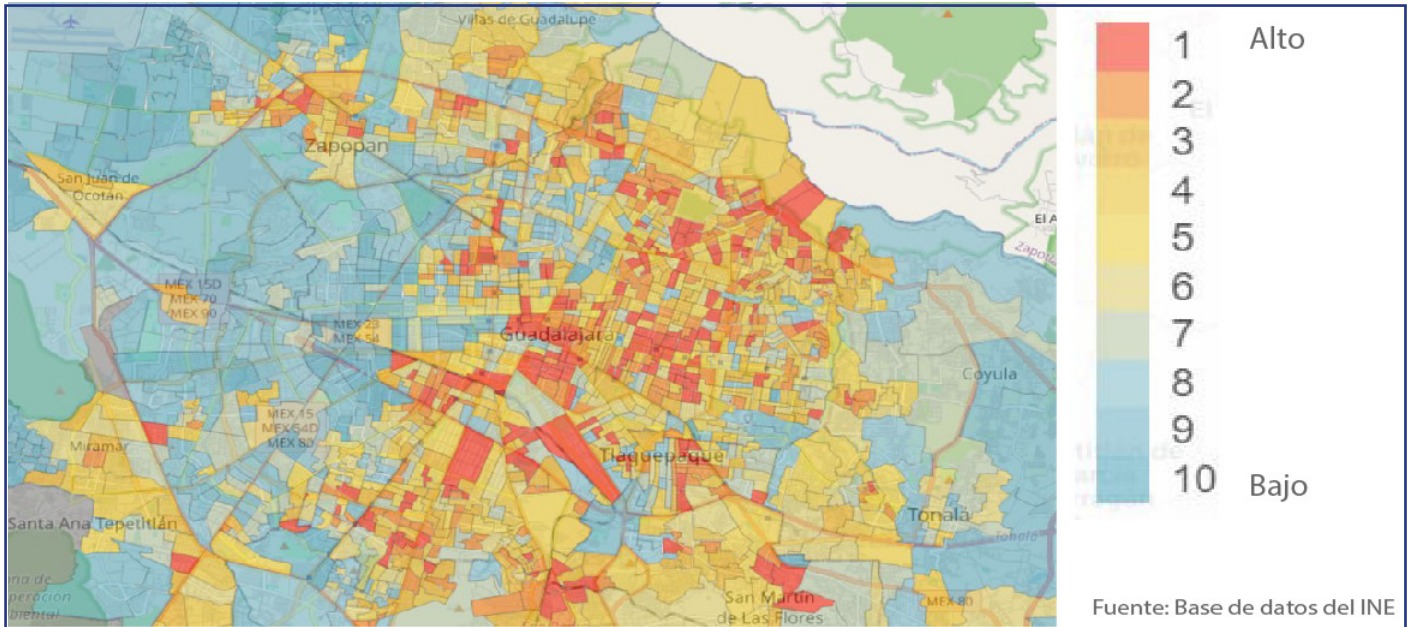 Villas de Guadalupe
Zapopan
San Juan de
Ocotán
El A
Zapotla
MEX 15D
MEX 70
MEX 90
MEX 23
MEX 54
Guadalajara
Coyula
MEX 15
MEX 54D
MEX 80
Miramar
Tlaquepaque
Santa Ana Tepetitlán
Tonalá
Tonalá
San Martín
de Las Flores
MEX-80
1 Alto
2
3
4
5
6
7
8
9
10 Bajo
Fuente: Base de datos del INE